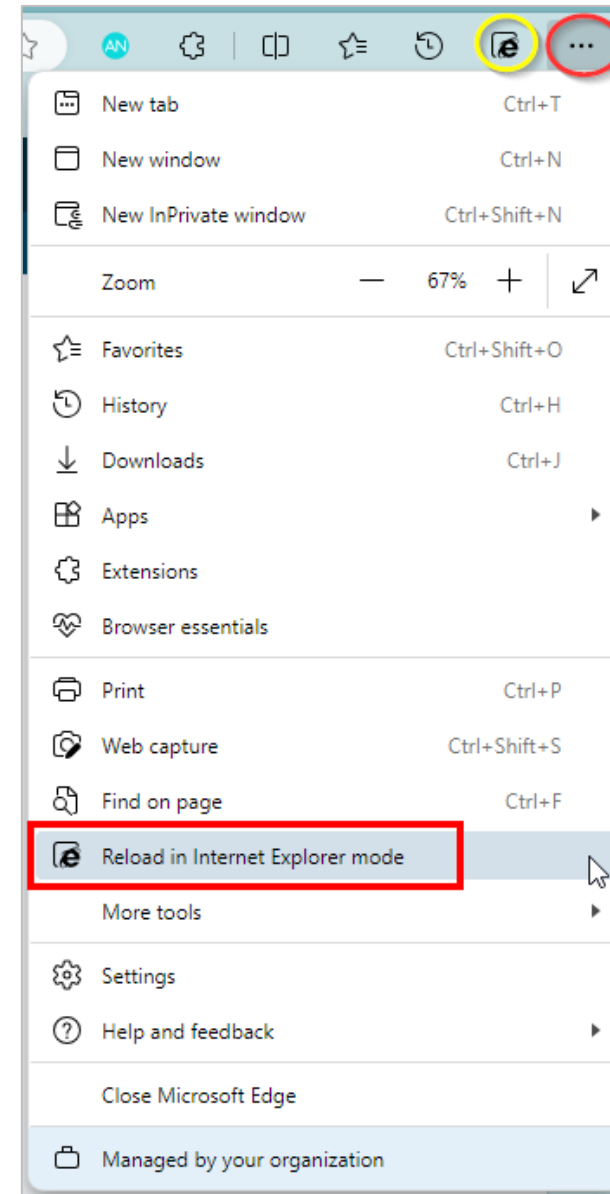 AN
...
New tab Ctrl+T
New window Ctrl+N
New InPrivate window Ctrl+Shift+N
Zoom — 67% +
Favorites Ctrl+Shift+O
History Ctrl+H
Downloads Ctrl+J
Apps
Extensions
Browser essentials
Print Ctrl+P
Web capture Ctrl+Shift+S
Find on page Ctrl+F
Reload in Internet Explorer mode
More tools
Settings
Help and feedback
Close Microsoft Edge
Managed by your organization